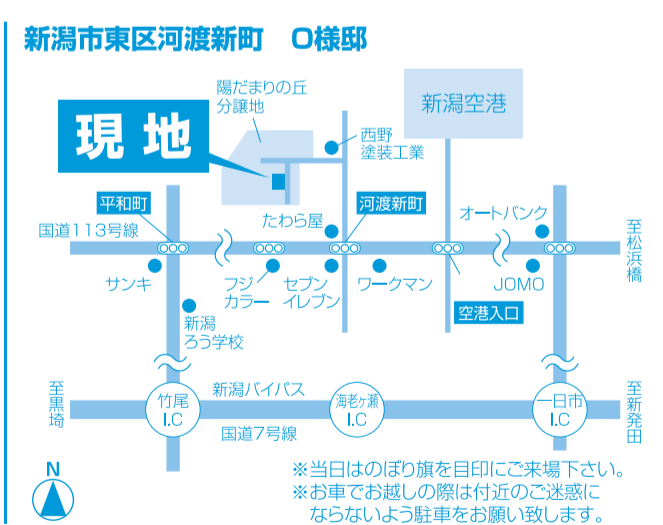 新潟市東区河渡新町　O様邸
陽だまりの丘
分譲地
新潟空港
現地
西野
塗装工業
平和町
河渡新町
オートバンク
たわら屋
国道113号線
至松浜橋
サンキ
フジ
カラー
セブン
イレブン
ワークマン
JOMO
空港入口
新潟
ろう学校
至黒埼
新潟バイパス
竹尾
I.C
海老ヶ瀬
I.C
一日市
I.C
至新発田
国道7号線
N
※当日はのぼり旗を目印にご来場下さい。
※お車でお越しの際は付近のご迷惑に
ならないよう駐車をお願い致します。